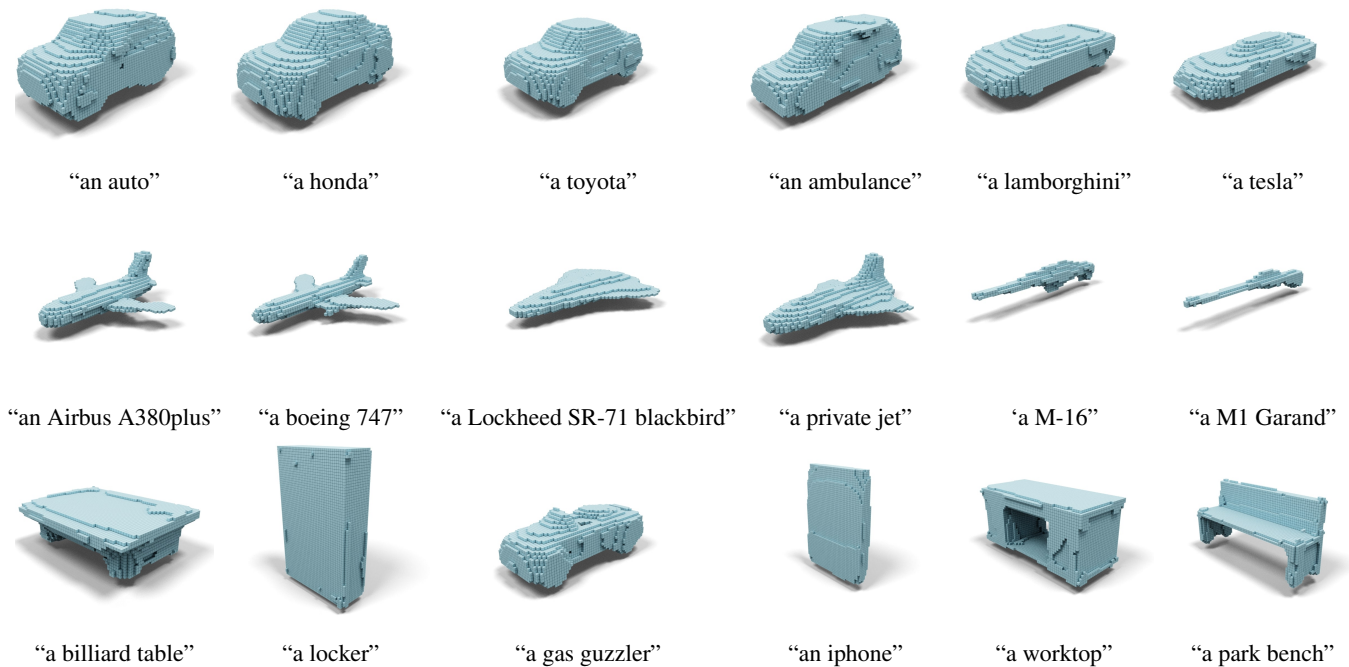 “an auto” “a honda” “a toyota” “an ambulance” “a lamborghini” “a tesla”
“an Airbus A380plus” “a boeing 747” “a Lockheed SR-71 blackbird” “a private jet” ‘a M-16” “a M1 Garand”
“a billiard table” “a locker” “a gas guzzler” “an iphone” “a worktop” “a park bench”